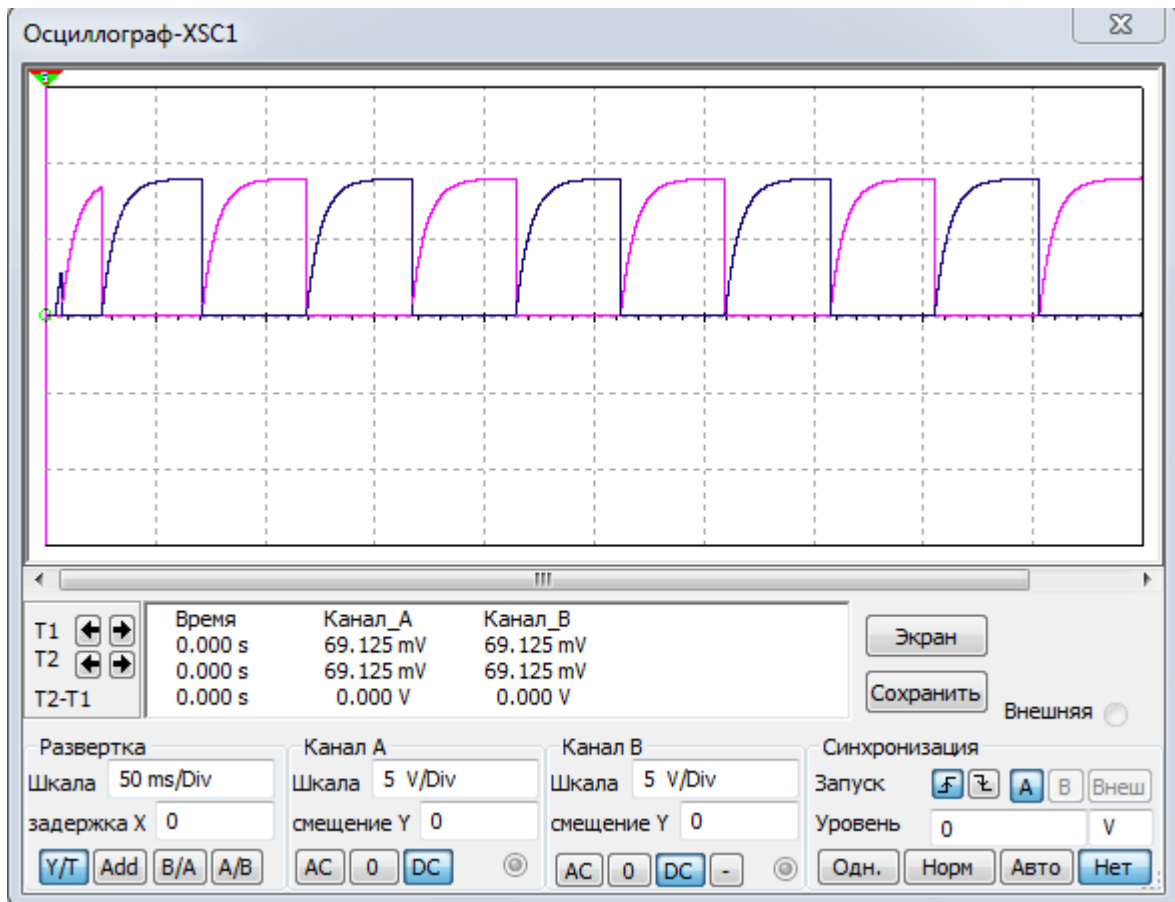 Осциллограф-XSC1
Время Канал_A Канал_B
T1 0.000 s 69.125 mV 69.125 mV
T2 0.000 s 69.125 mV 69.125 mV
T2-T1 0.000 s 0.000 V 0.000 V
Экран
Сохранить
Внешняя
Развертка Канал A Канал B Синхронизация
Шкала 50 ms/Div Шкала 5 V/Div Шкала 5 V/Div Запуск A B Внеш
задержка X 0 смещение Y 0 смещение Y 0 Уровень 0 V
Y/T Add B/A A/B AC 0 DC AC 0 DC - Одн. Норм Авто Нет